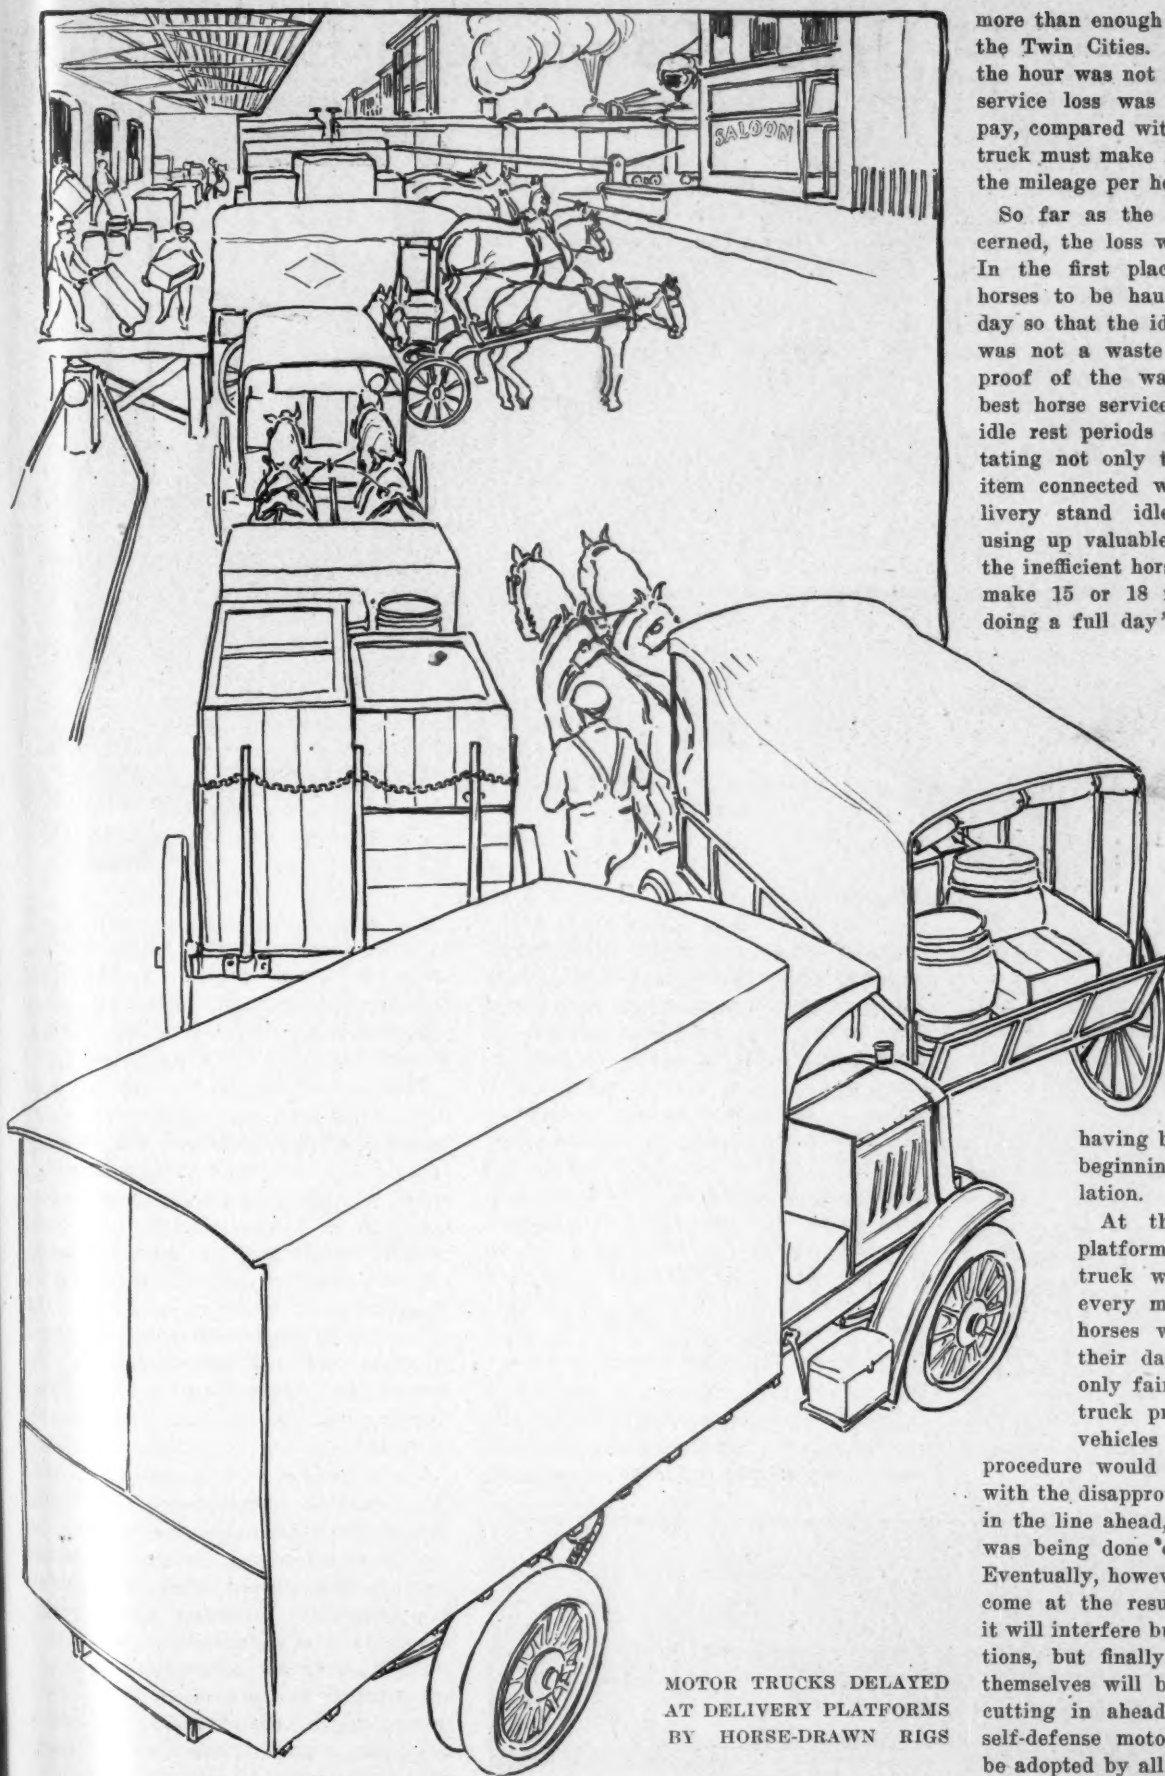 SALOON
more than enough
the Twin Cities.
the hour was not
service loss was
pay, compared wit
truck must make
the mileage per h
So far as the
cerned, the loss w
In the first plac
horses to be hau
day so that the id
was not a waste
proof of the wa
best horse service
idle rest periods
tating not only t
item connected w
livery stand idle
using up valuable
the inefficient hor
make 15 or 18
doing a full day'
having b
beginnin
lation.
At th
platform
truck w
every m
horses v
their da
only fair
truck pr
vehicles
procedure would
with the disappro
in the line ahead,
was being done
Eventually, howev
come at the resu
it will interfere bu
tions, but finally
themselves will b
cutting in ahead
self-defense moto
be adopted by all
MOTOR TRUCKS DELAYED
AT DELIVERY PLATFORMS
BY HORSE-DRAWN RIGS